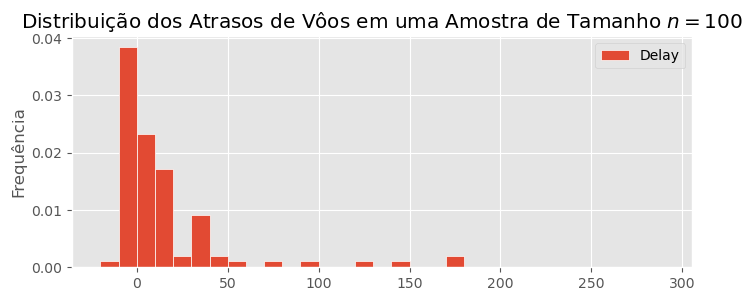 Distribuição dos Atrasos de Vôos em uma Amostra de Tamanho n = 100
Delay
Frequência
0.04
0.03
0.02
0.01
0.00
0 50 100 150 200 250 300